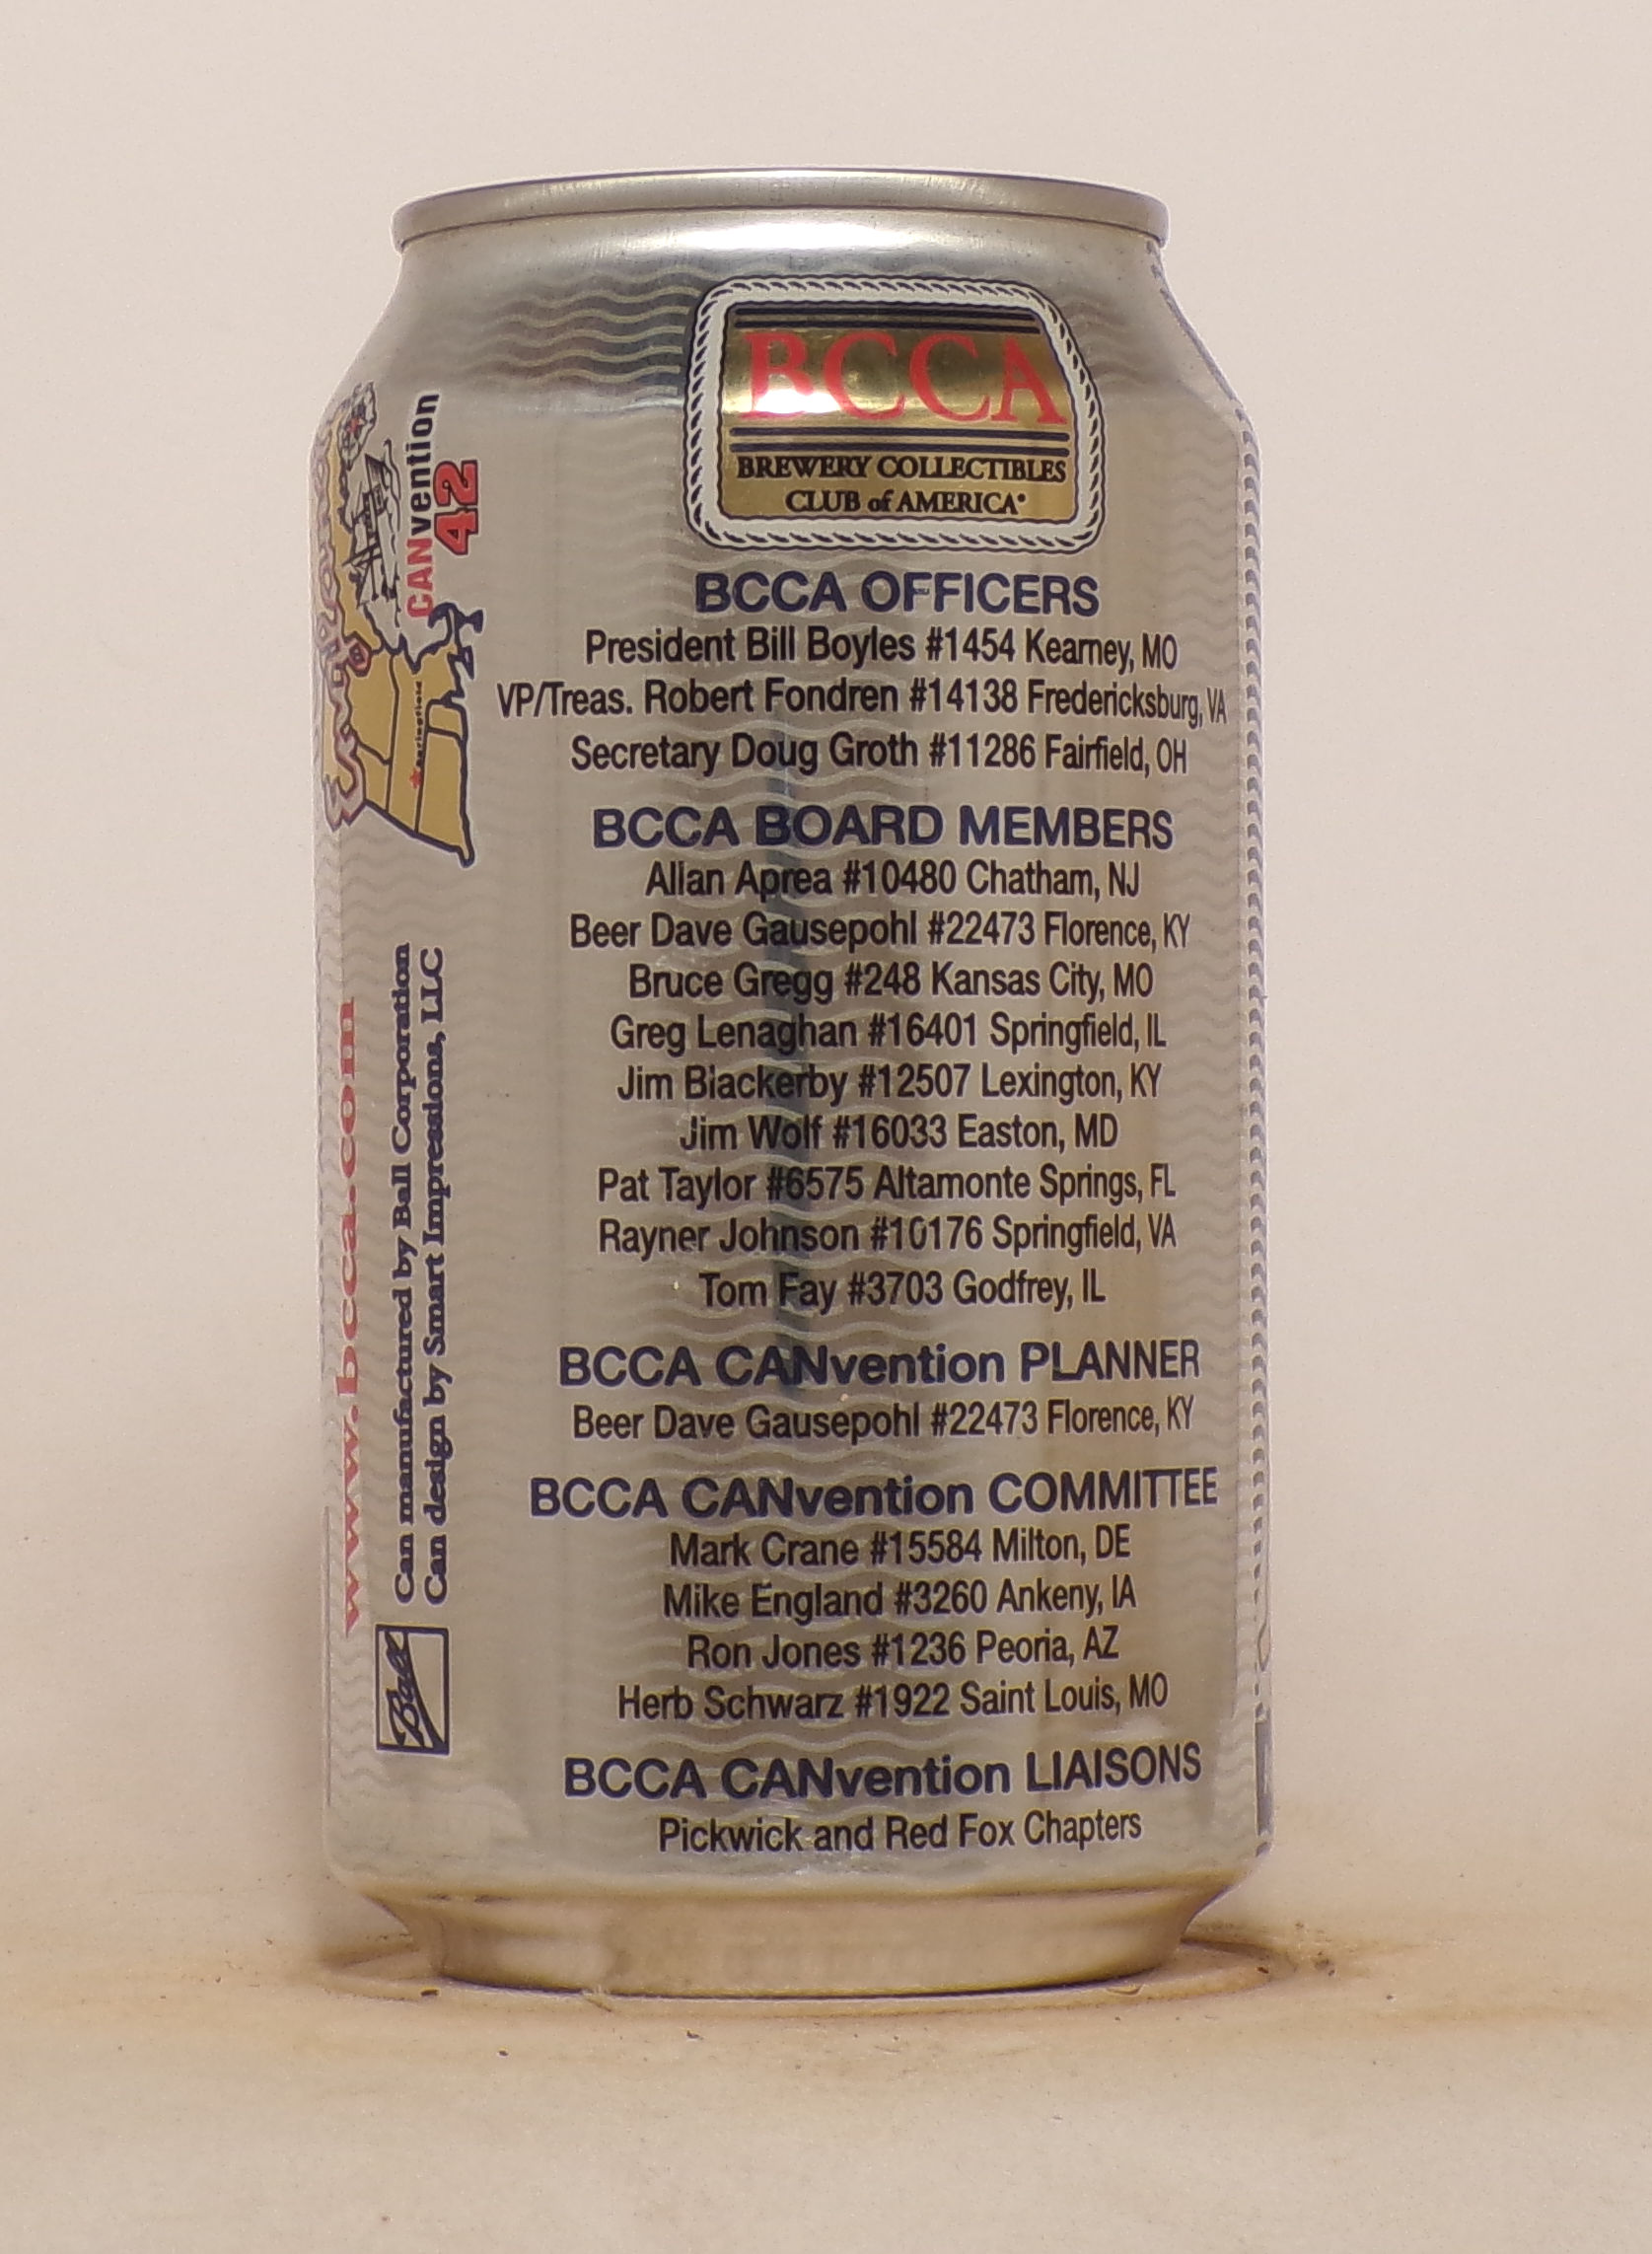 BCCA
BREWERY COLLECTIBLES
CLUB of AMERICA®
BCCA OFFICERS
President Bill Boyles #1454 Kearney, MO
VP/Treas. Robert Fondren #14138 Fredericksburg, VA
Secretary Doug Groth #11286 Fairfield, OH
BCCA BOARD MEMBERS
Allan Aprea #10480 Chatham, NJ
Beer Dave Gausepohl #22473 Florence, KY
Bruce Gregg #248 Kansas City, MO
Greg Lenaghan #16401 Springfield, IL
Jim Blackerby #12507 Lexington, KY
Jim Wolf #16033 Easton, MD
Pat Taylor #6575 Altamonte Springs, FL
Rayner Johnson #10176 Springfield, VA
Tom Fay #3703 Godfrey, IL
BCCA CANvention PLANNER
Beer Dave Gausepohl #22473 Florence, KY
BCCA CANvention COMMITTEE
Mark Crane #15584 Milton, DE
Mike England #3260 Ankeny, IA
Ron Jones #1236 Peoria, AZ
Herb Schwarz #1922 Saint Louis, MO
BCCA CANvention LIAISONS
Pickwick and Red Fox Chapters
CANvention
42
Springfield
www.bcca.com
Can manufactured by Ball Corporation
Can design by Smart Impressions, LLC
Ball